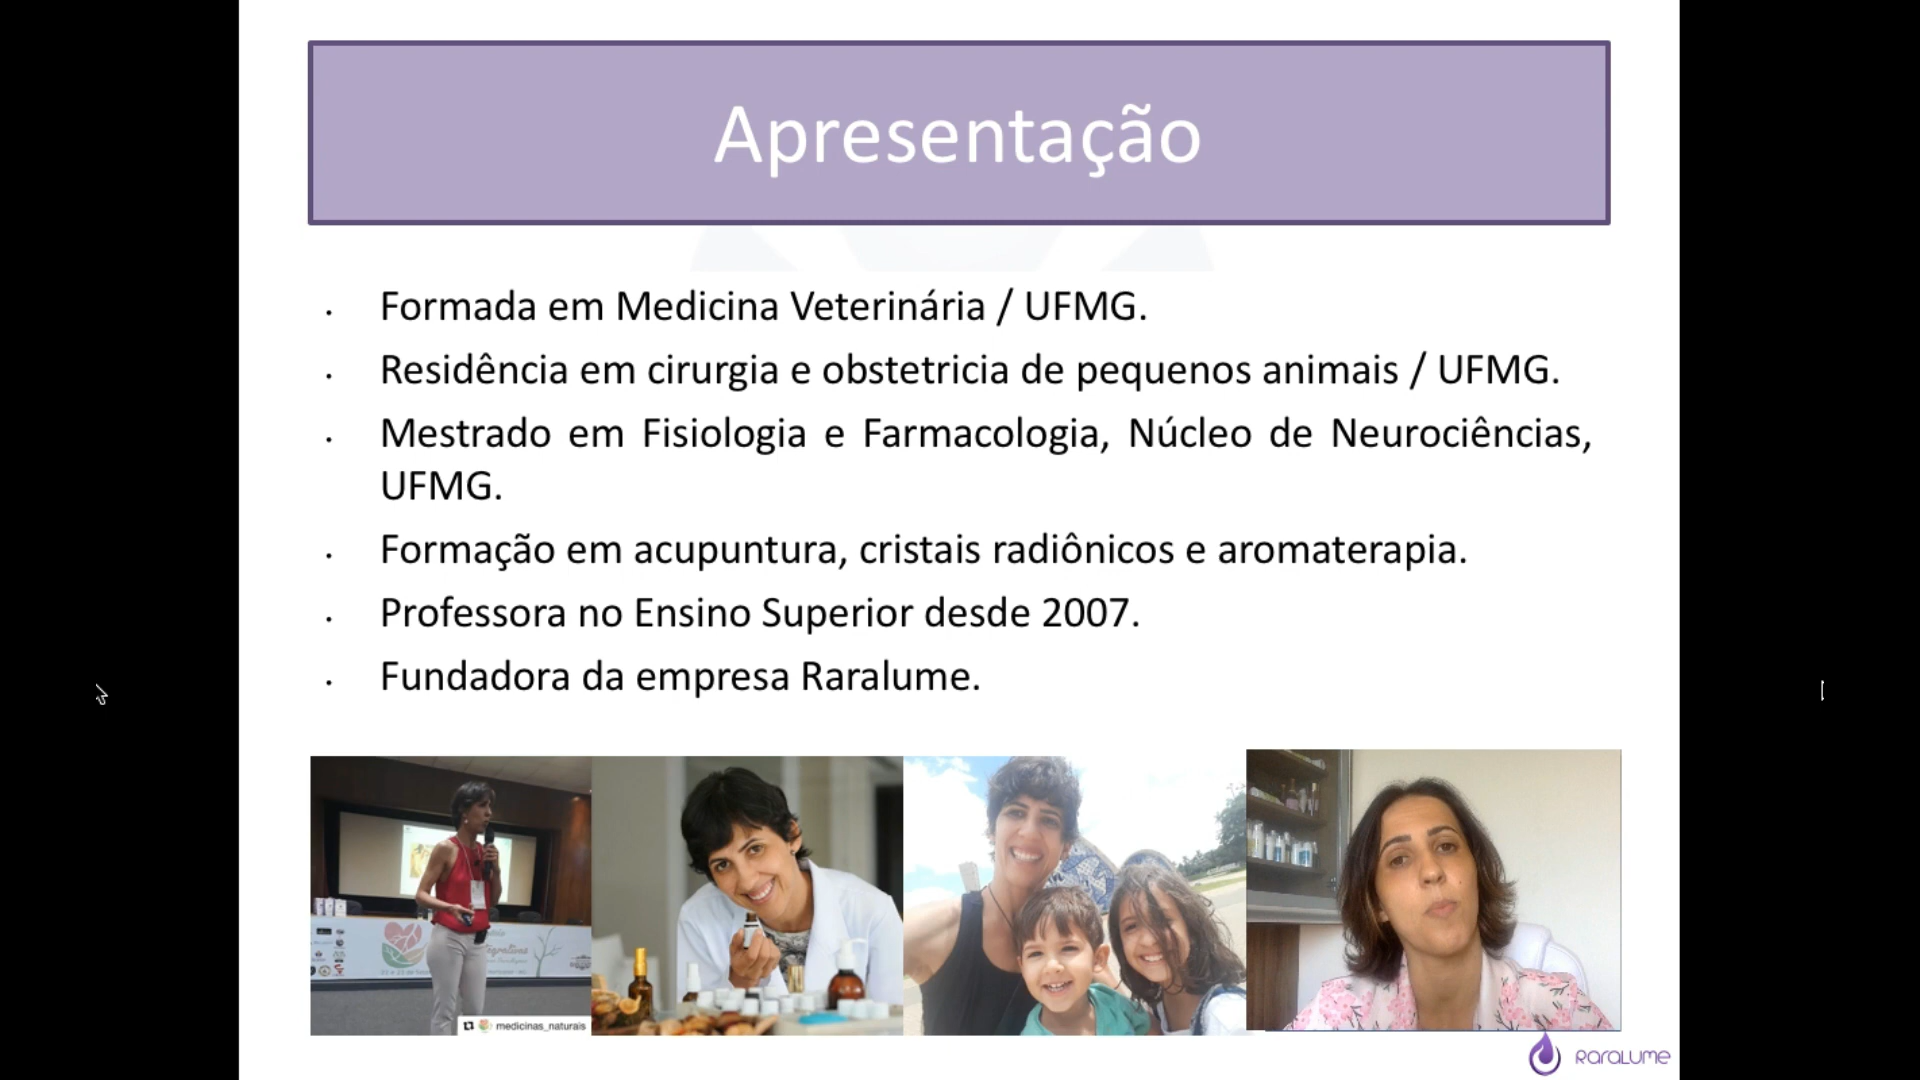 Apresentação
• Formada em Medicina Veterinária / UFMG.
• Residência em cirurgia e obstetricia de pequenos animais / UFMG.
• Mestrado em Fisiologia e Farmacologia, Núcleo de Neurociências,
UFMG.
• Formação em acupuntura, cristais radiônicos e aromaterapia.
• Professora no Ensino Superior desde 2007.
• Fundadora da empresa Raralume.
medicinas_naturais
RaraLUMe